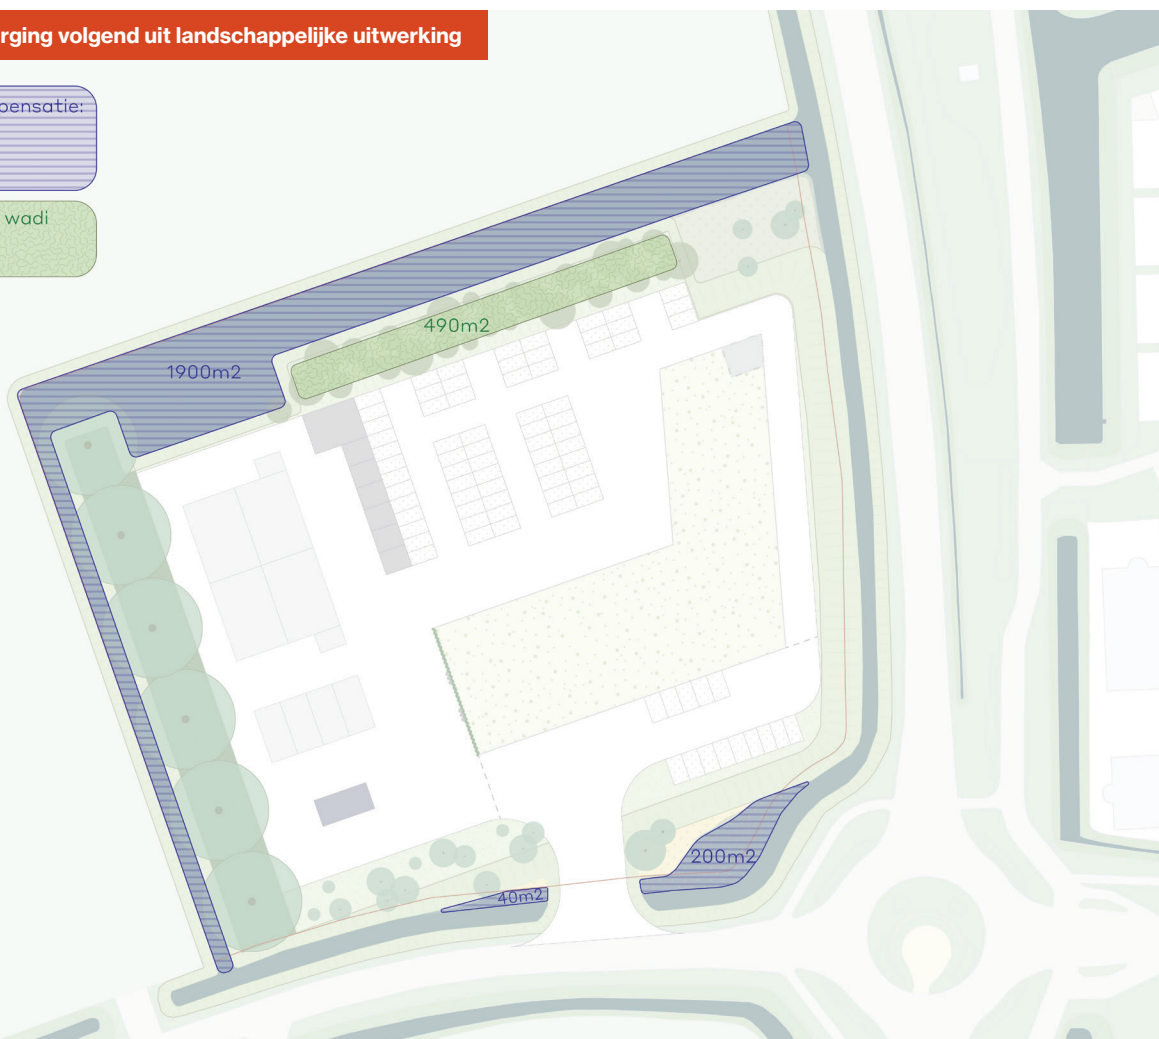 rging volgend uit landschappelijke uitwerking
pensatie:
wadi
490m2
1900m2
200m2
40m2